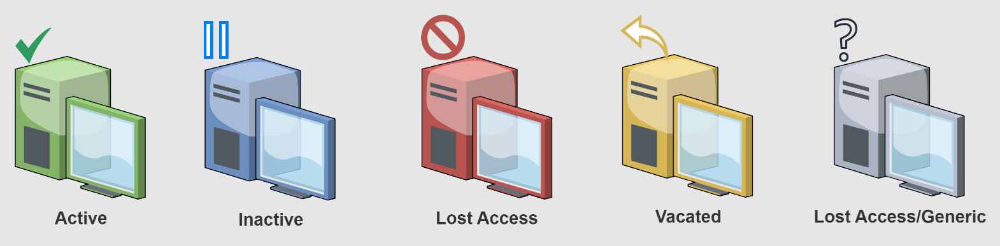 Active
Inactive
Lost Access
Vacated
Lost Access/Generic